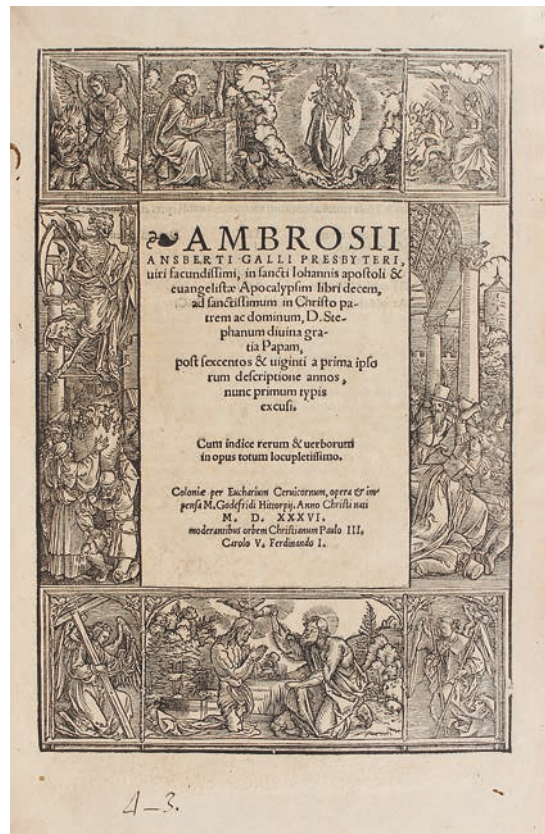 AMBROSII
ANSBERTI GALLI PRESBYTERI,
uiri facundissimi, in sancti Iohannis apostoli &
euangelistæ Apocalypsim libri decem,
ad sanctissimum in Christo pa-
trem ac dominum, D. Ste-
phanum diuina gra-
tia Papam,
post sexcentos & uiginti a prima ipso
rum descriptione annos,
nunc primum typis
excusi.
Cum indice rerum & uerborum
in opus totum locupletissimo.
Coloniæ per Eucharium Ceruicornum, opera & im-
pensa M. Godefridi Hittorpij. Anno Christi nati
M. D. XXXVI.
moderantibus orbem Christianum Paulo III.
Carolo V. Ferdinando I.
4-3.